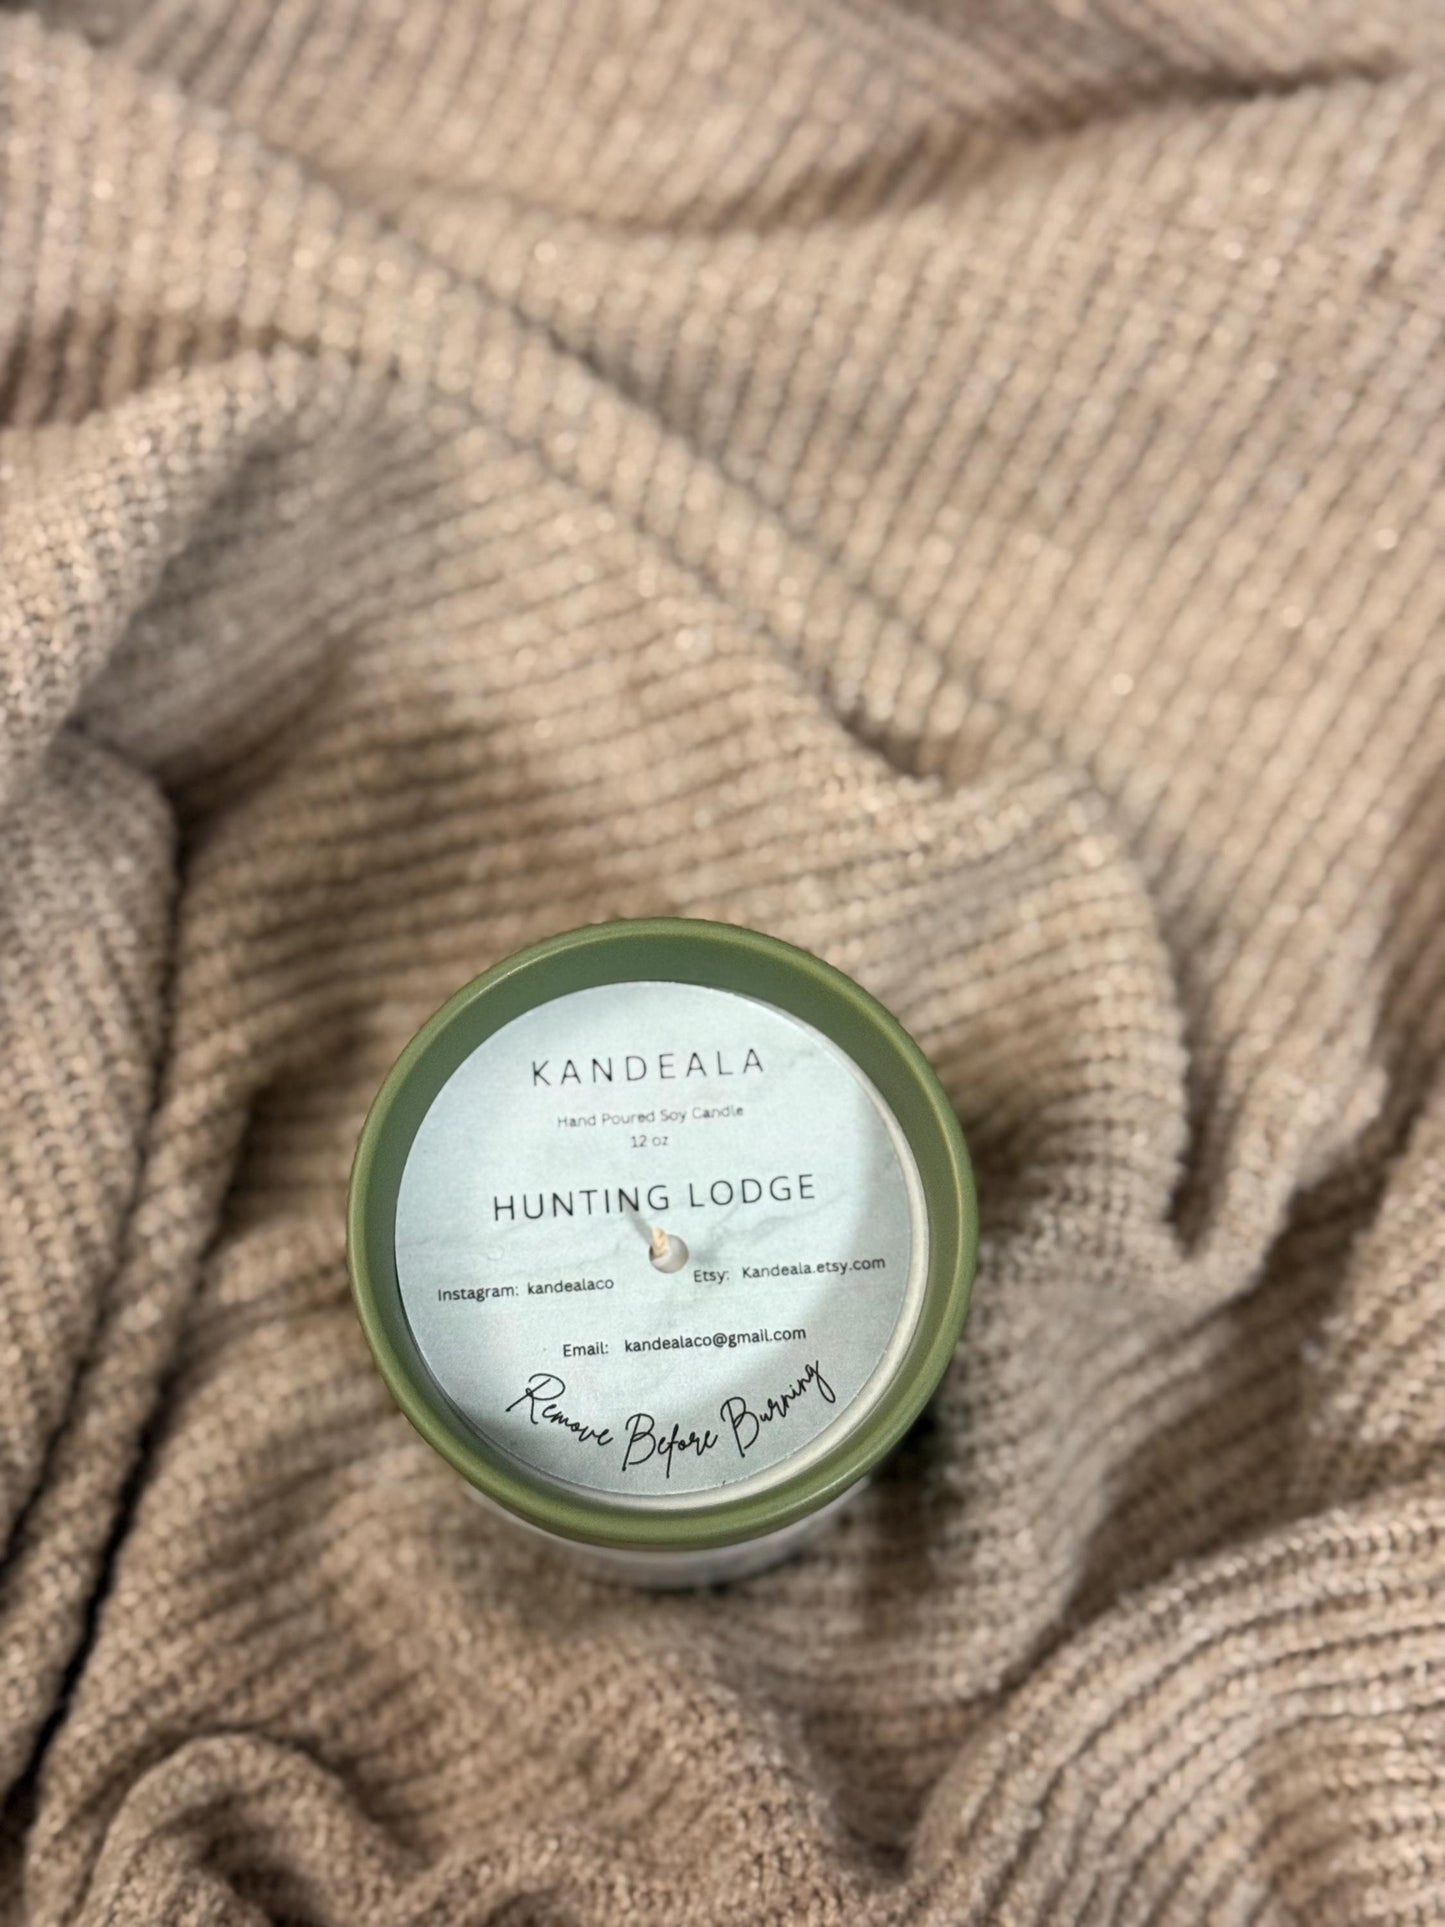 KANDEALA
Hand Poured Soy Candle
12 oz
HUNTING LODGE
Instagram: kandealaco Etsy: Kandeala.etsy.com
Email: kandealaco@gmail.com
Remove Before Burning